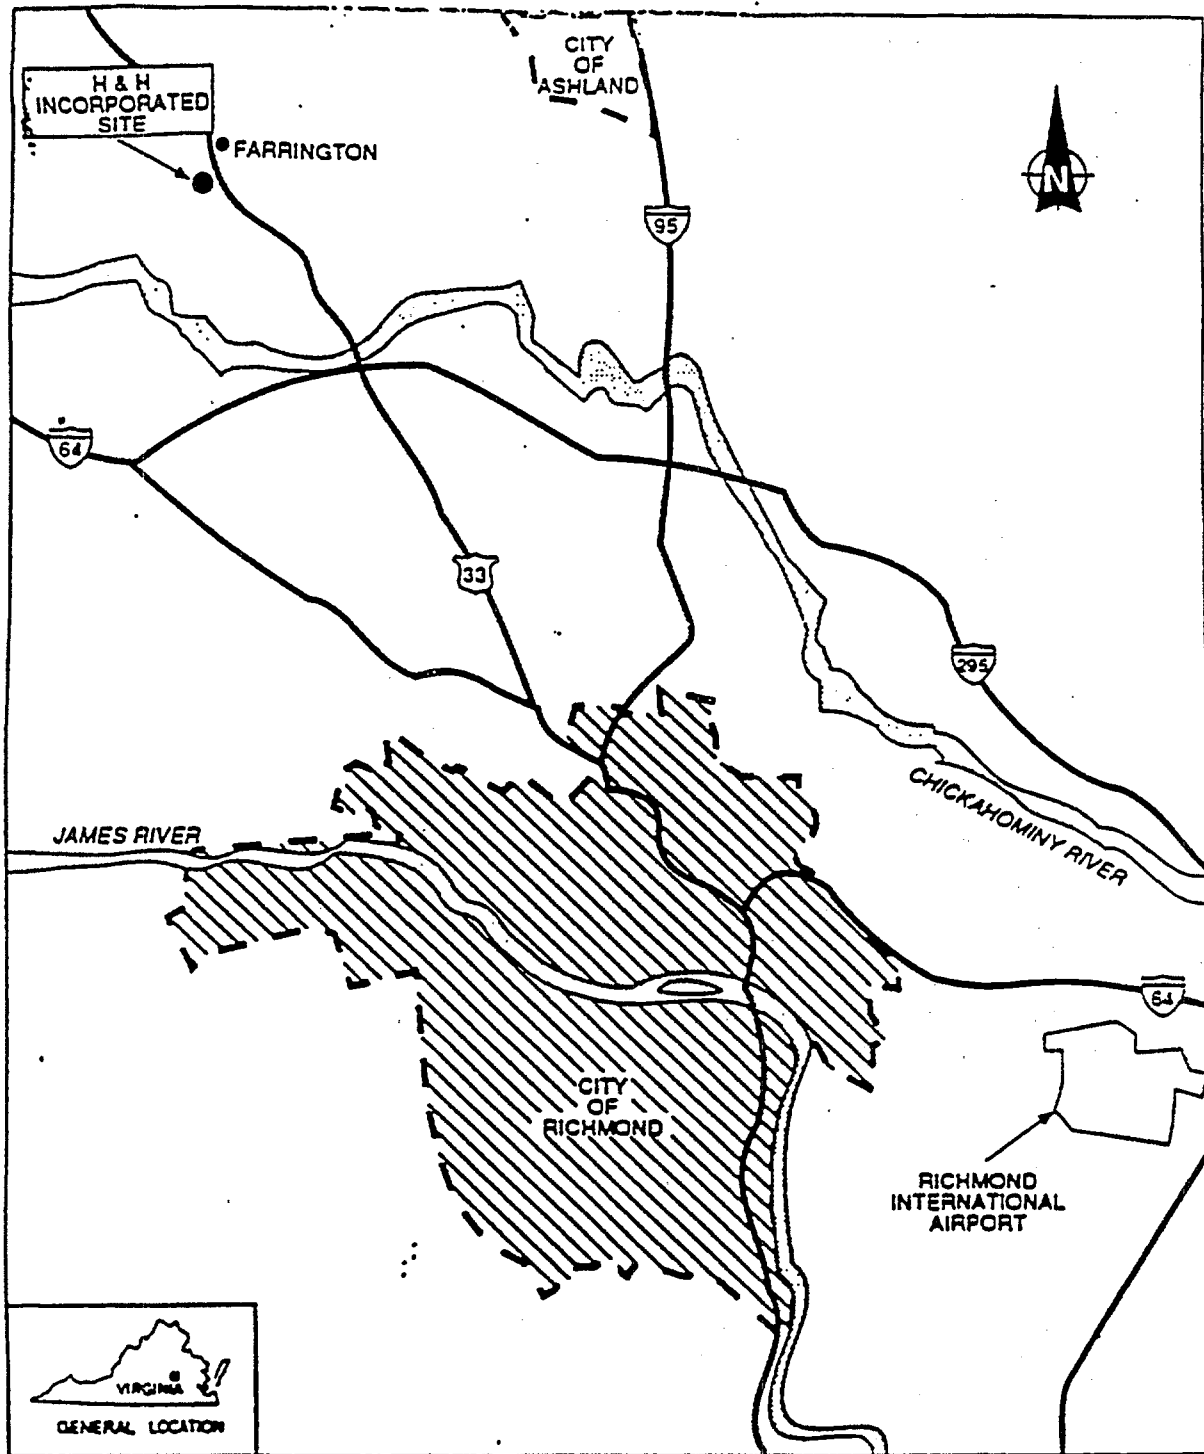 CITY
OF
ASHLAND
H & H
INCORPORATED
SITE
FARRINGTON
N
95
64
33
295
CHICKAHOMINY RIVER
JAMES RIVER
64
CITY
OF
RICHMOND
RICHMOND
INTERNATIONAL
AIRPORT
VIRGINIA
GENERAL LOCATION